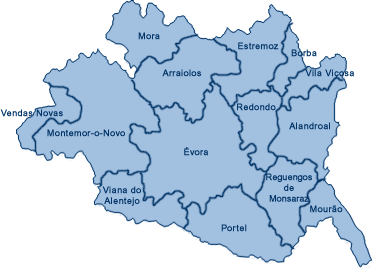 Mora
Estremoz
Borba
Arraiolos
Vila Viçosa
Vendas Novas
Redondo
Montemor-o-Novo
Alandroal
Évora
Reguengos
de
Monsaraz
Viana do
Alentejo
Mourão
Portel